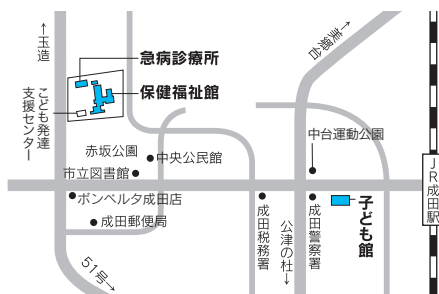 ←玉造
急病診療所
保健福祉館
こども発達
支援センター
←美郷台
赤坂公園
中央公民館
市立図書館
ボンベルタ成田店
成田郵便局
51号→
中台運動公園
成田税務署
公津の杜→
成田警察署
子ども館
JR成田駅